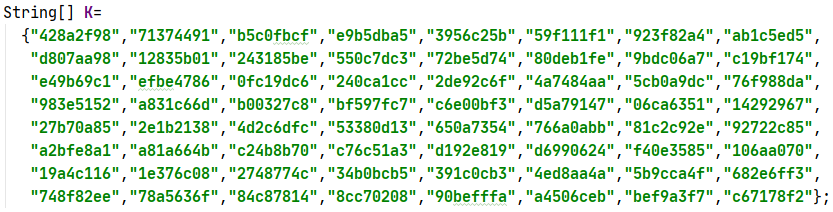 String[] K=
{"428a2f98","71374491","b5c0fbcf","e9b5dba5","3956c25b","59f111f1","923f82a4","ab1c5ed5",
"d807aa98","12835b01","243185be","550c7dc3","72be5d74","80deb1fe","9bdc06a7","c19bf174",
"e49b69c1","efbe4786","0fc19dc6","240ca1cc","2de92c6f","4a7484aa","5cb0a9dc","76f988da",
"983e5152","a831c66d","b00327c8","bf597fc7","c6e00bf3","d5a79147","06ca6351","14292967",
"27b70a85","2e1b2138","4d2c6dfc","53380d13","650a7354","766a0abb","81c2c92e","92722c85",
"a2bfe8a1","a81a664b","c24b8b70","c76c51a3","d192e819","d6990624","f40e3585","106aa070",
"19a4c116","1e376c08","2748774c","34b0bcb5","391c0cb3","4ed8aa4a","5b9cca4f","682e6ff3",
"748f82ee","78a5636f","84c87814","8cc70208","90befffa","a4506ceb","bef9a3f7","c67178f2"};